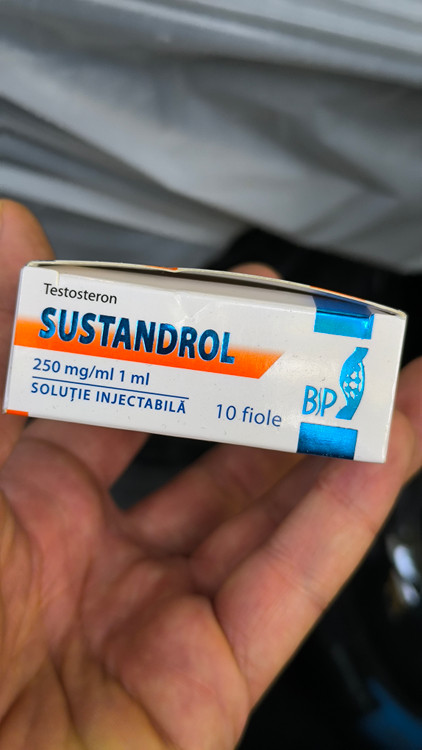 Testosteron
SUSTANDROL
250 mg/ml 1 ml
SOLUȚIE INJECTABILĂ
10 fiole
BP